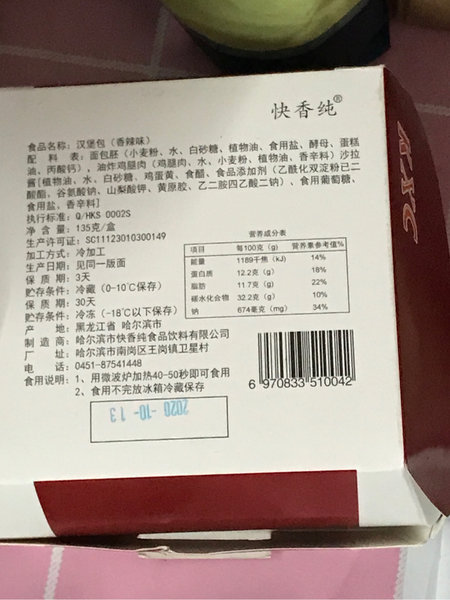 快香纯®
食品名称：汉堡包（香辣味）
配 料 表：面包胚（小麦粉、水、白砂糖、植物油、食用盐、酵母、蛋糕
油、丙酸钙）、油炸鸡腿肉（鸡腿肉、水、小麦粉、植物油、香辛料）沙拉
酱[植物油、水、白砂糖、鸡蛋黄、食醋、食品添加剂（乙酰化双淀粉已二
酸酯、谷氨酸钠、山梨酸钾、黄原胶、乙二胺四乙酸二钠）、食用葡萄糖、
食用盐、香辛料]
执行标准：Q/HKS 0002S
净 含 量：135克/盒
生产许可证：SC11123010300149
加工方式：冷加工
生产日期：见同一版面
保 质 期：3天
贮存条件：冷藏（0-10℃保存）
保 质 期：30天
贮存条件：冷冻（-18℃以下保存）
产 地：黑龙江省 哈尔滨市
制 造 商：哈尔滨市快香纯食品饮料有限公司
厂 址：哈尔滨市南岗区王岗镇卫星村
电 话：0451-87541448
食用说明：1、用微波炉加热40-50秒即可食用
2、食用不完放冰箱冷藏保存
营养成分表
项目 每100克（g） 营养素参考值%
能量 1189千焦（kJ） 14%
蛋白质 12.2克（g） 18%
脂肪 11.7克（g） 22%
碳水化合物 32.2克（g） 10%
钠 674毫克（mg） 34%
6 970833 510042
2020-10-13